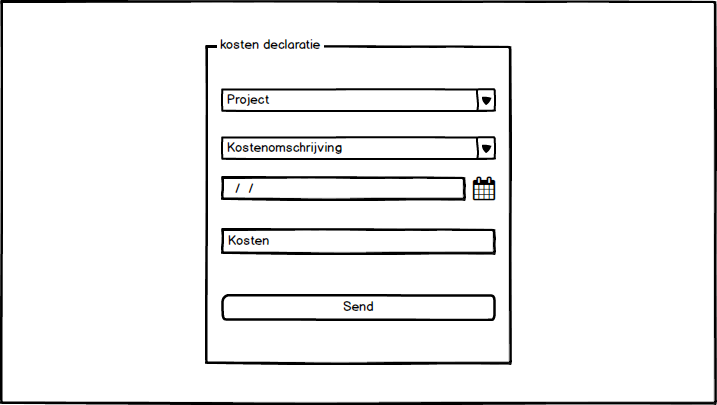 kosten declaratie
Project
Kostenomschrijving
/ /
Kosten
Send